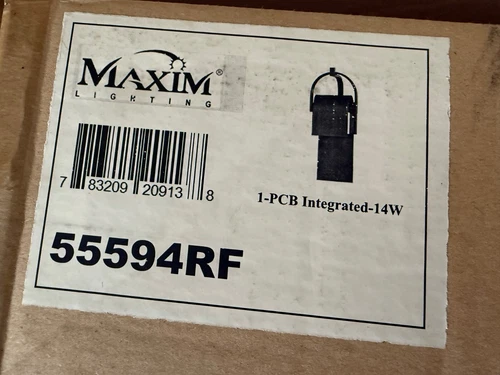 MAXIM®
LIGHTING
7 83209 20913 8
1-PCB Integrated-14W
55594RF